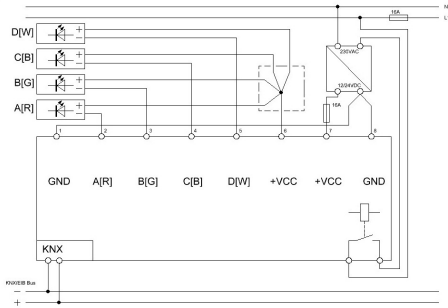 N
L
16A
D[W] + −
C[B] + −
B[G] + −
A[R] + −
230VAC
12/24VDC
16A
1 2 3 4 5 6 7 8
GND A[R] B[G] C[B] D[W] +VCC +VCC GND
KNX
KNX/EIB Bus
−
+